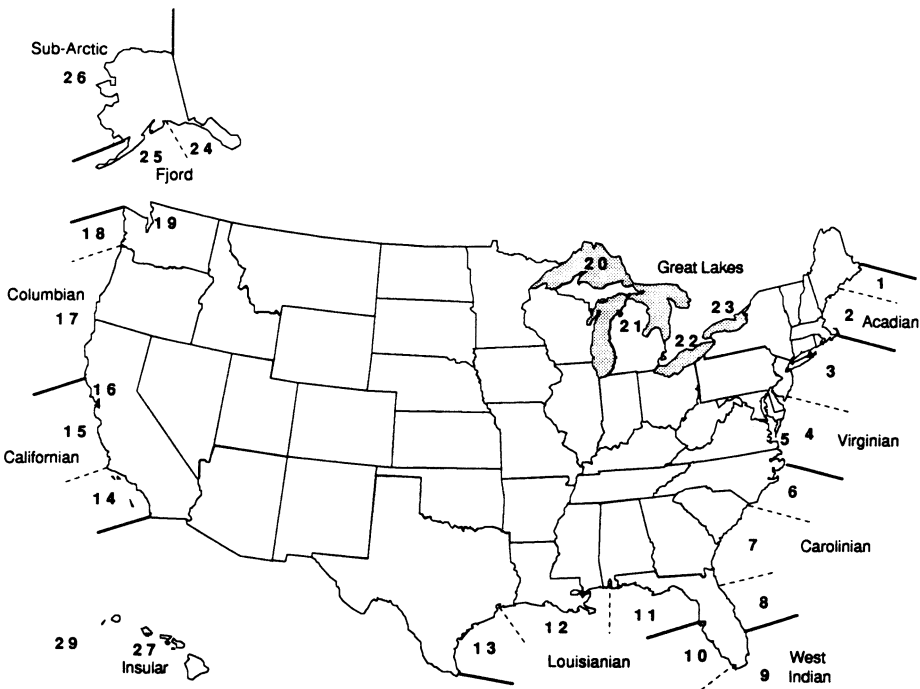 Sub-Arctic
26
25
24
Fjord
18
19
Columbian
17
16
15
Californian
14
20
Great Lakes
21
22
23
1
2 Acadian
3
4
5
Virginian
6
7
Carolinian
8
9 West
Indian
10
11
12
13
Louisianian
29
27
Insular